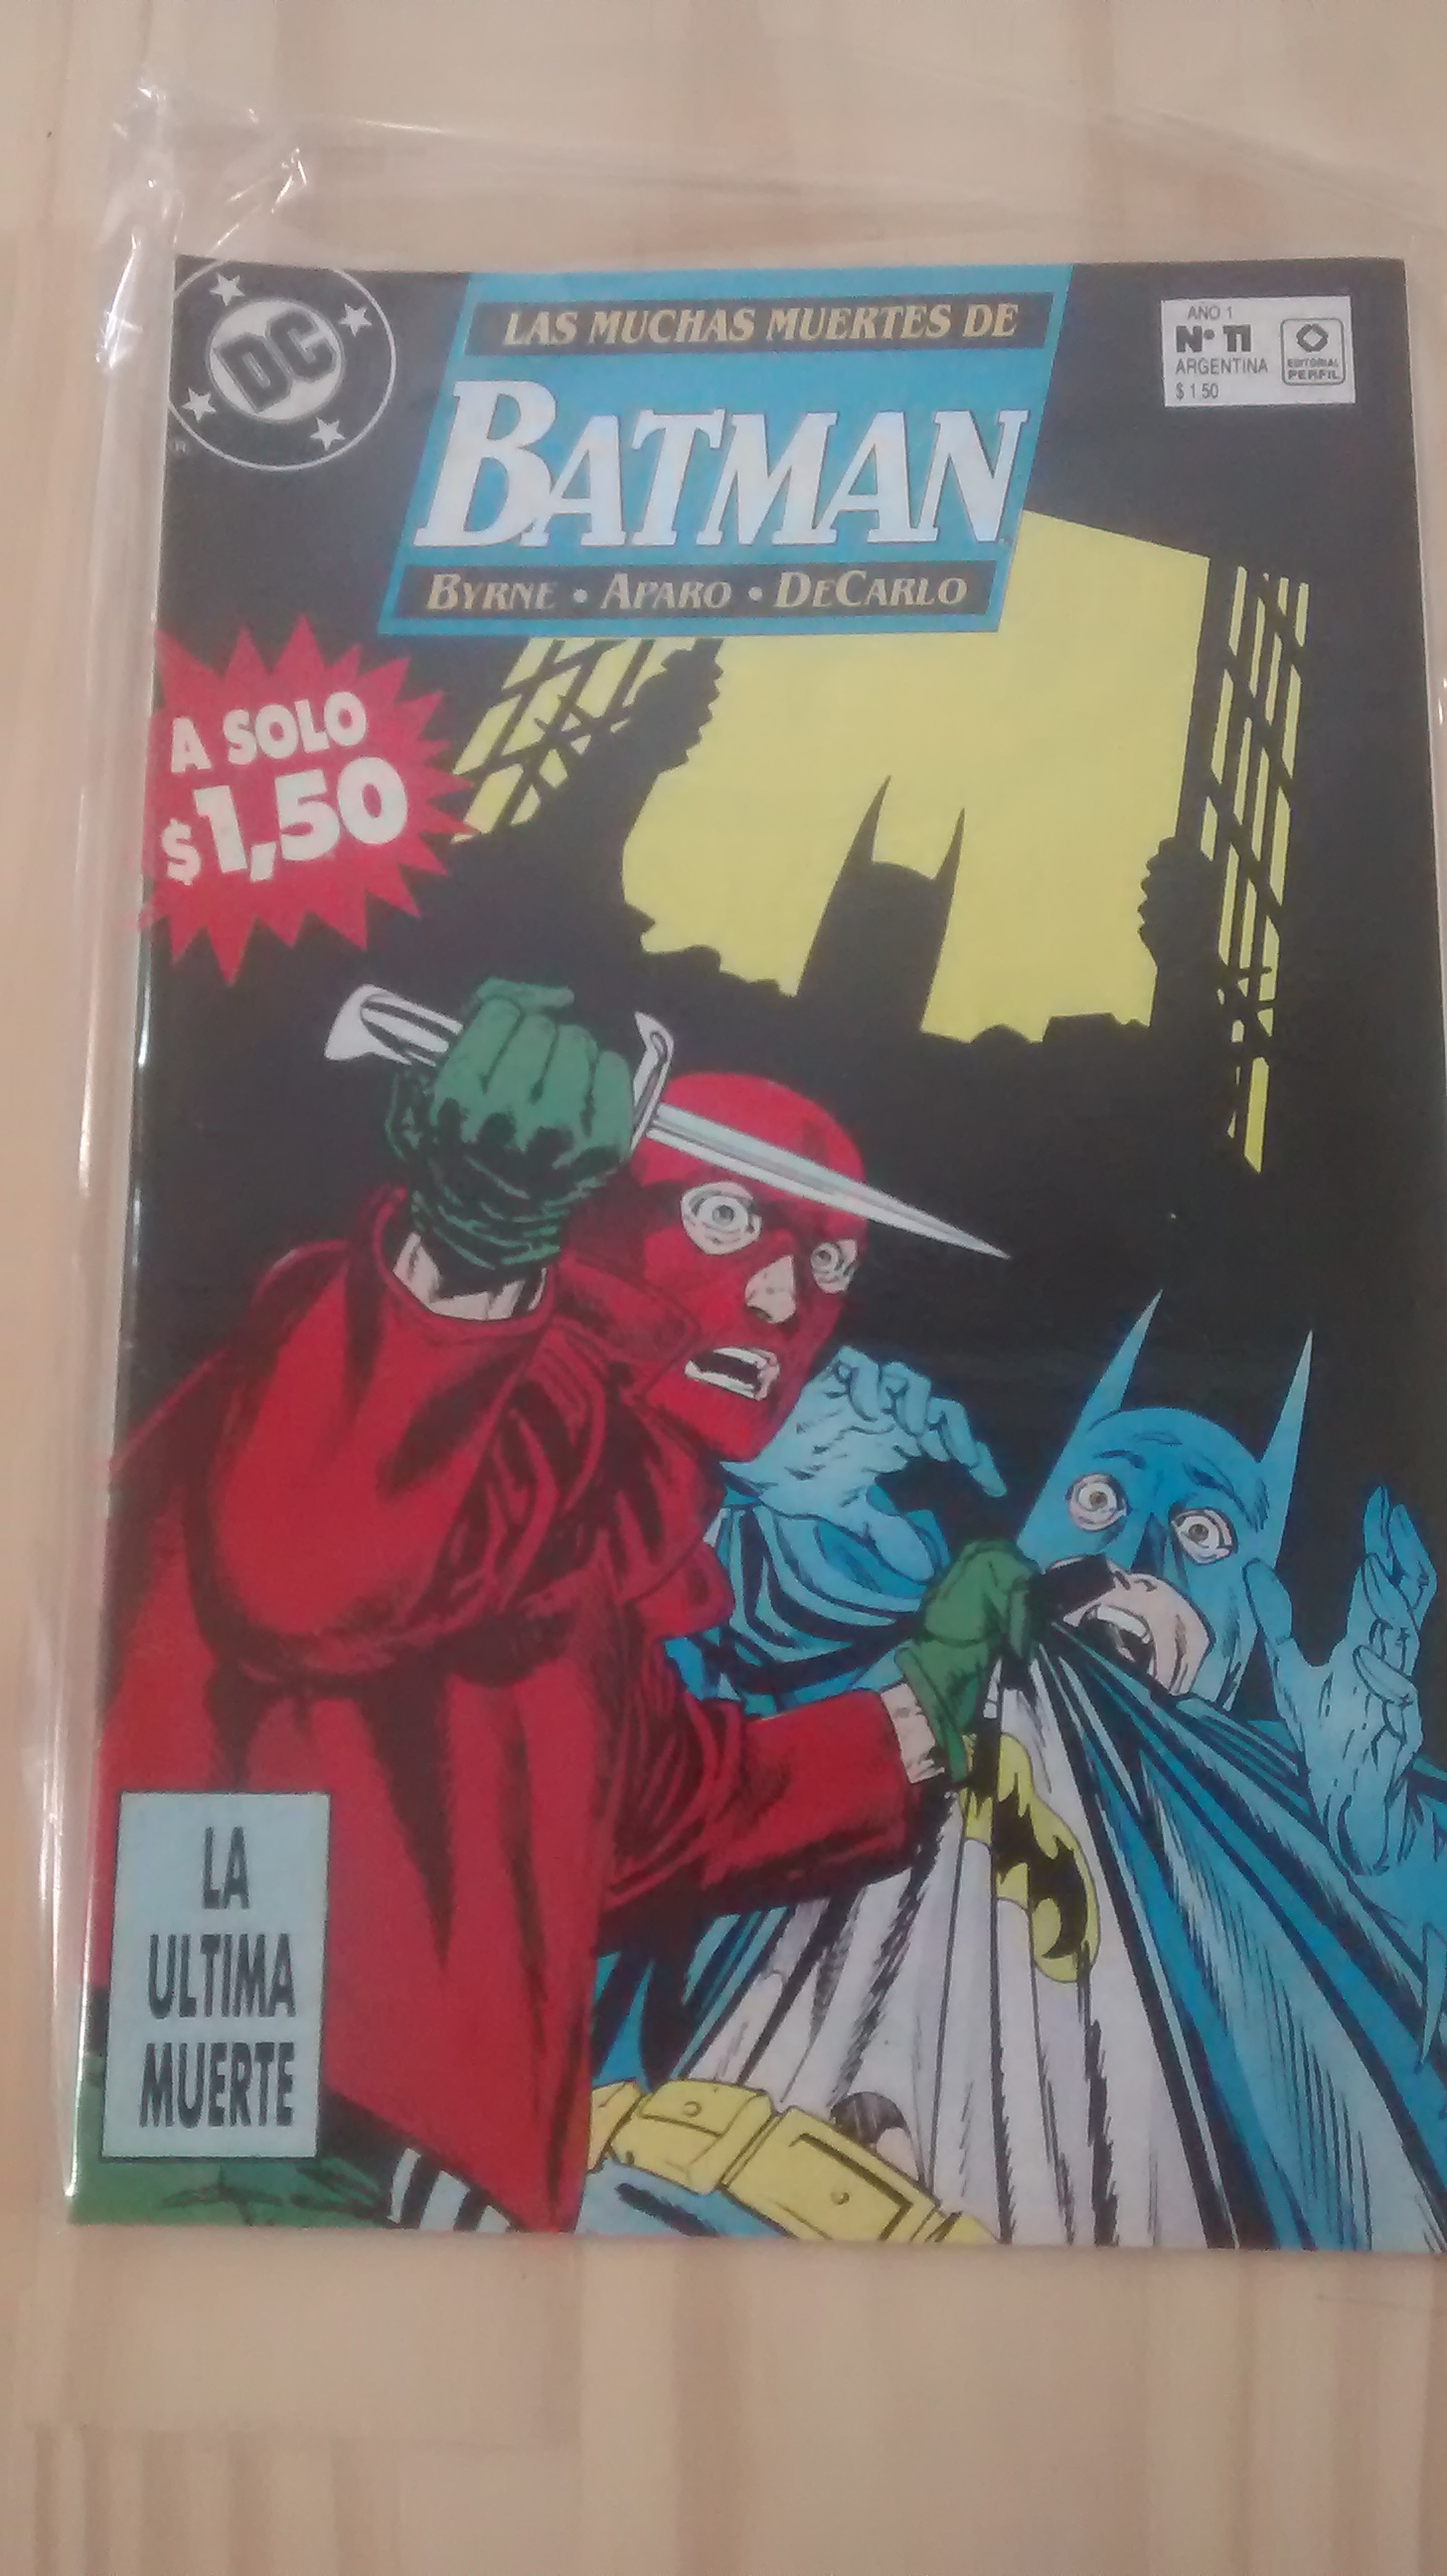 DC
R
LAS MUCHAS MUERTES DE
BATMAN
BYRNE • APARO • DECARLO
AÑO 1
Nº 11
ARGENTINA
$ 1.50
EDITORIAL
PERFIL
A SOLO
$1,50
LA
ULTIMA
MUERTE